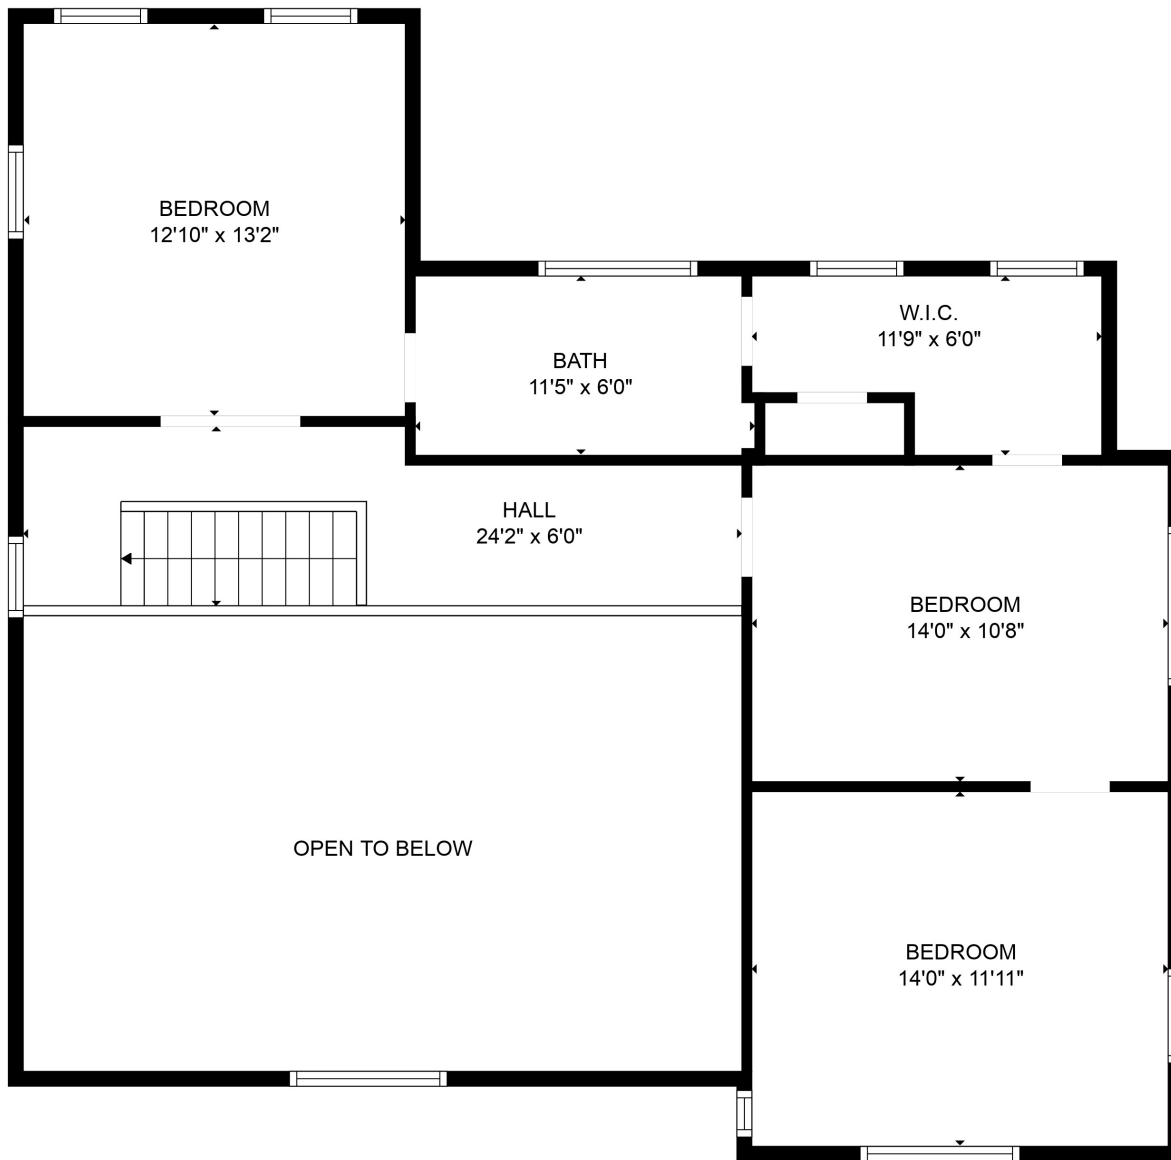 BEDROOM
12'10" x 13'2"
W.I.C.
11'9" x 6'0"
BATH
11'5" x 6'0"
HALL
24'2" x 6'0"
BEDROOM
14'0" x 10'8"
OPEN TO BELOW
BEDROOM
14'0" x 11'11"